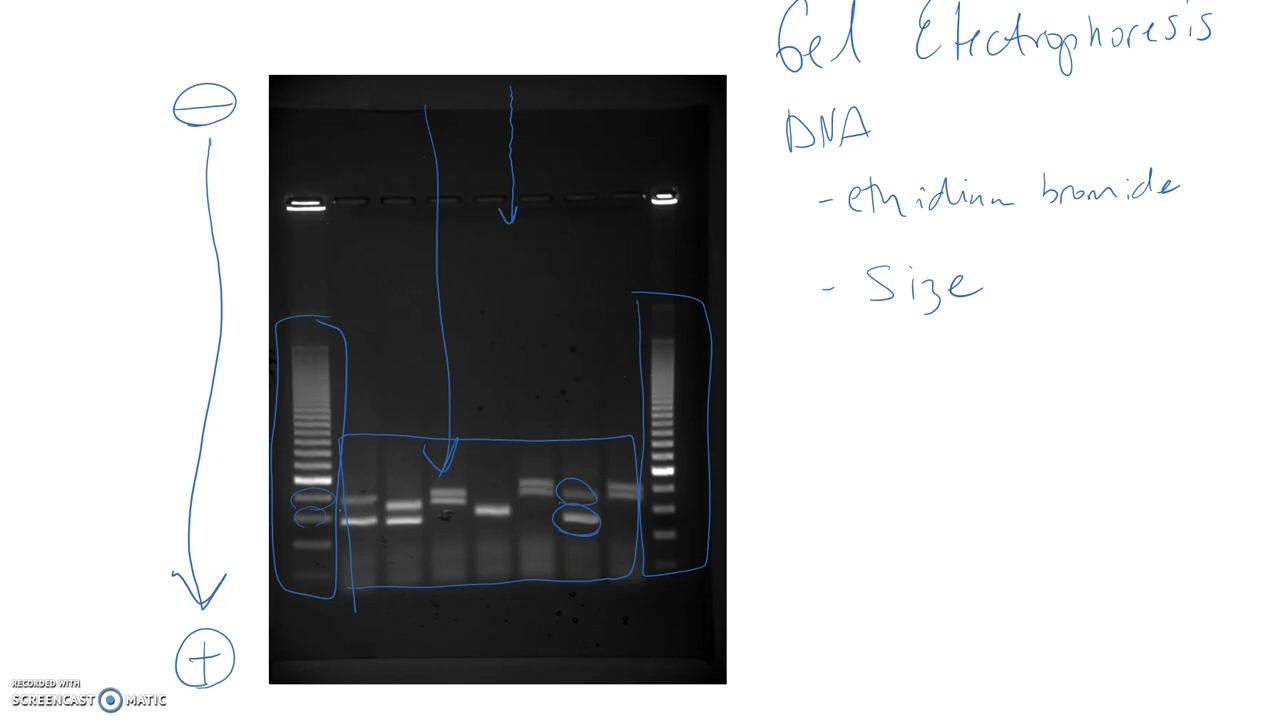 Gel Electrophoresis
DNA
- ethidium bromide
- Size
−
+
RECORDED WITH
SCREENCAST MATIC